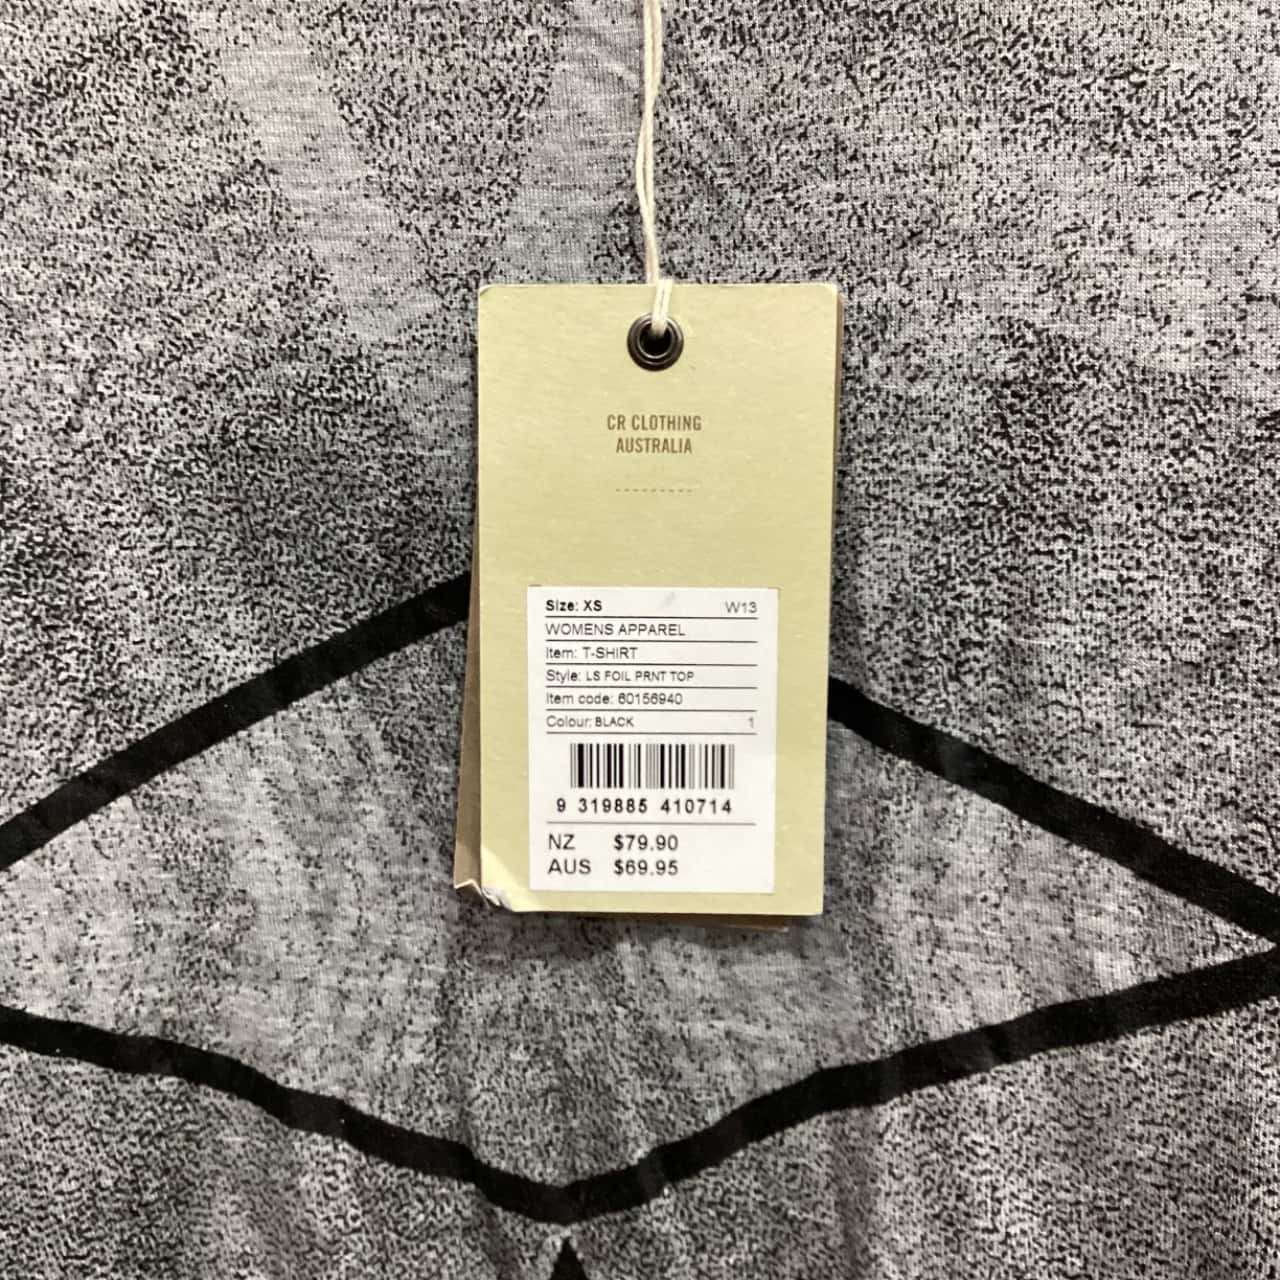 CR CLOTHING
AUSTRALIA
Size: XS W13
WOMENS APPAREL
Item: T-SHIRT
Style: LS FOIL PRNT TOP
Item code: 60156940
Colour: BLACK 1
9 319885 410714
NZ $79.90
AUS $69.95